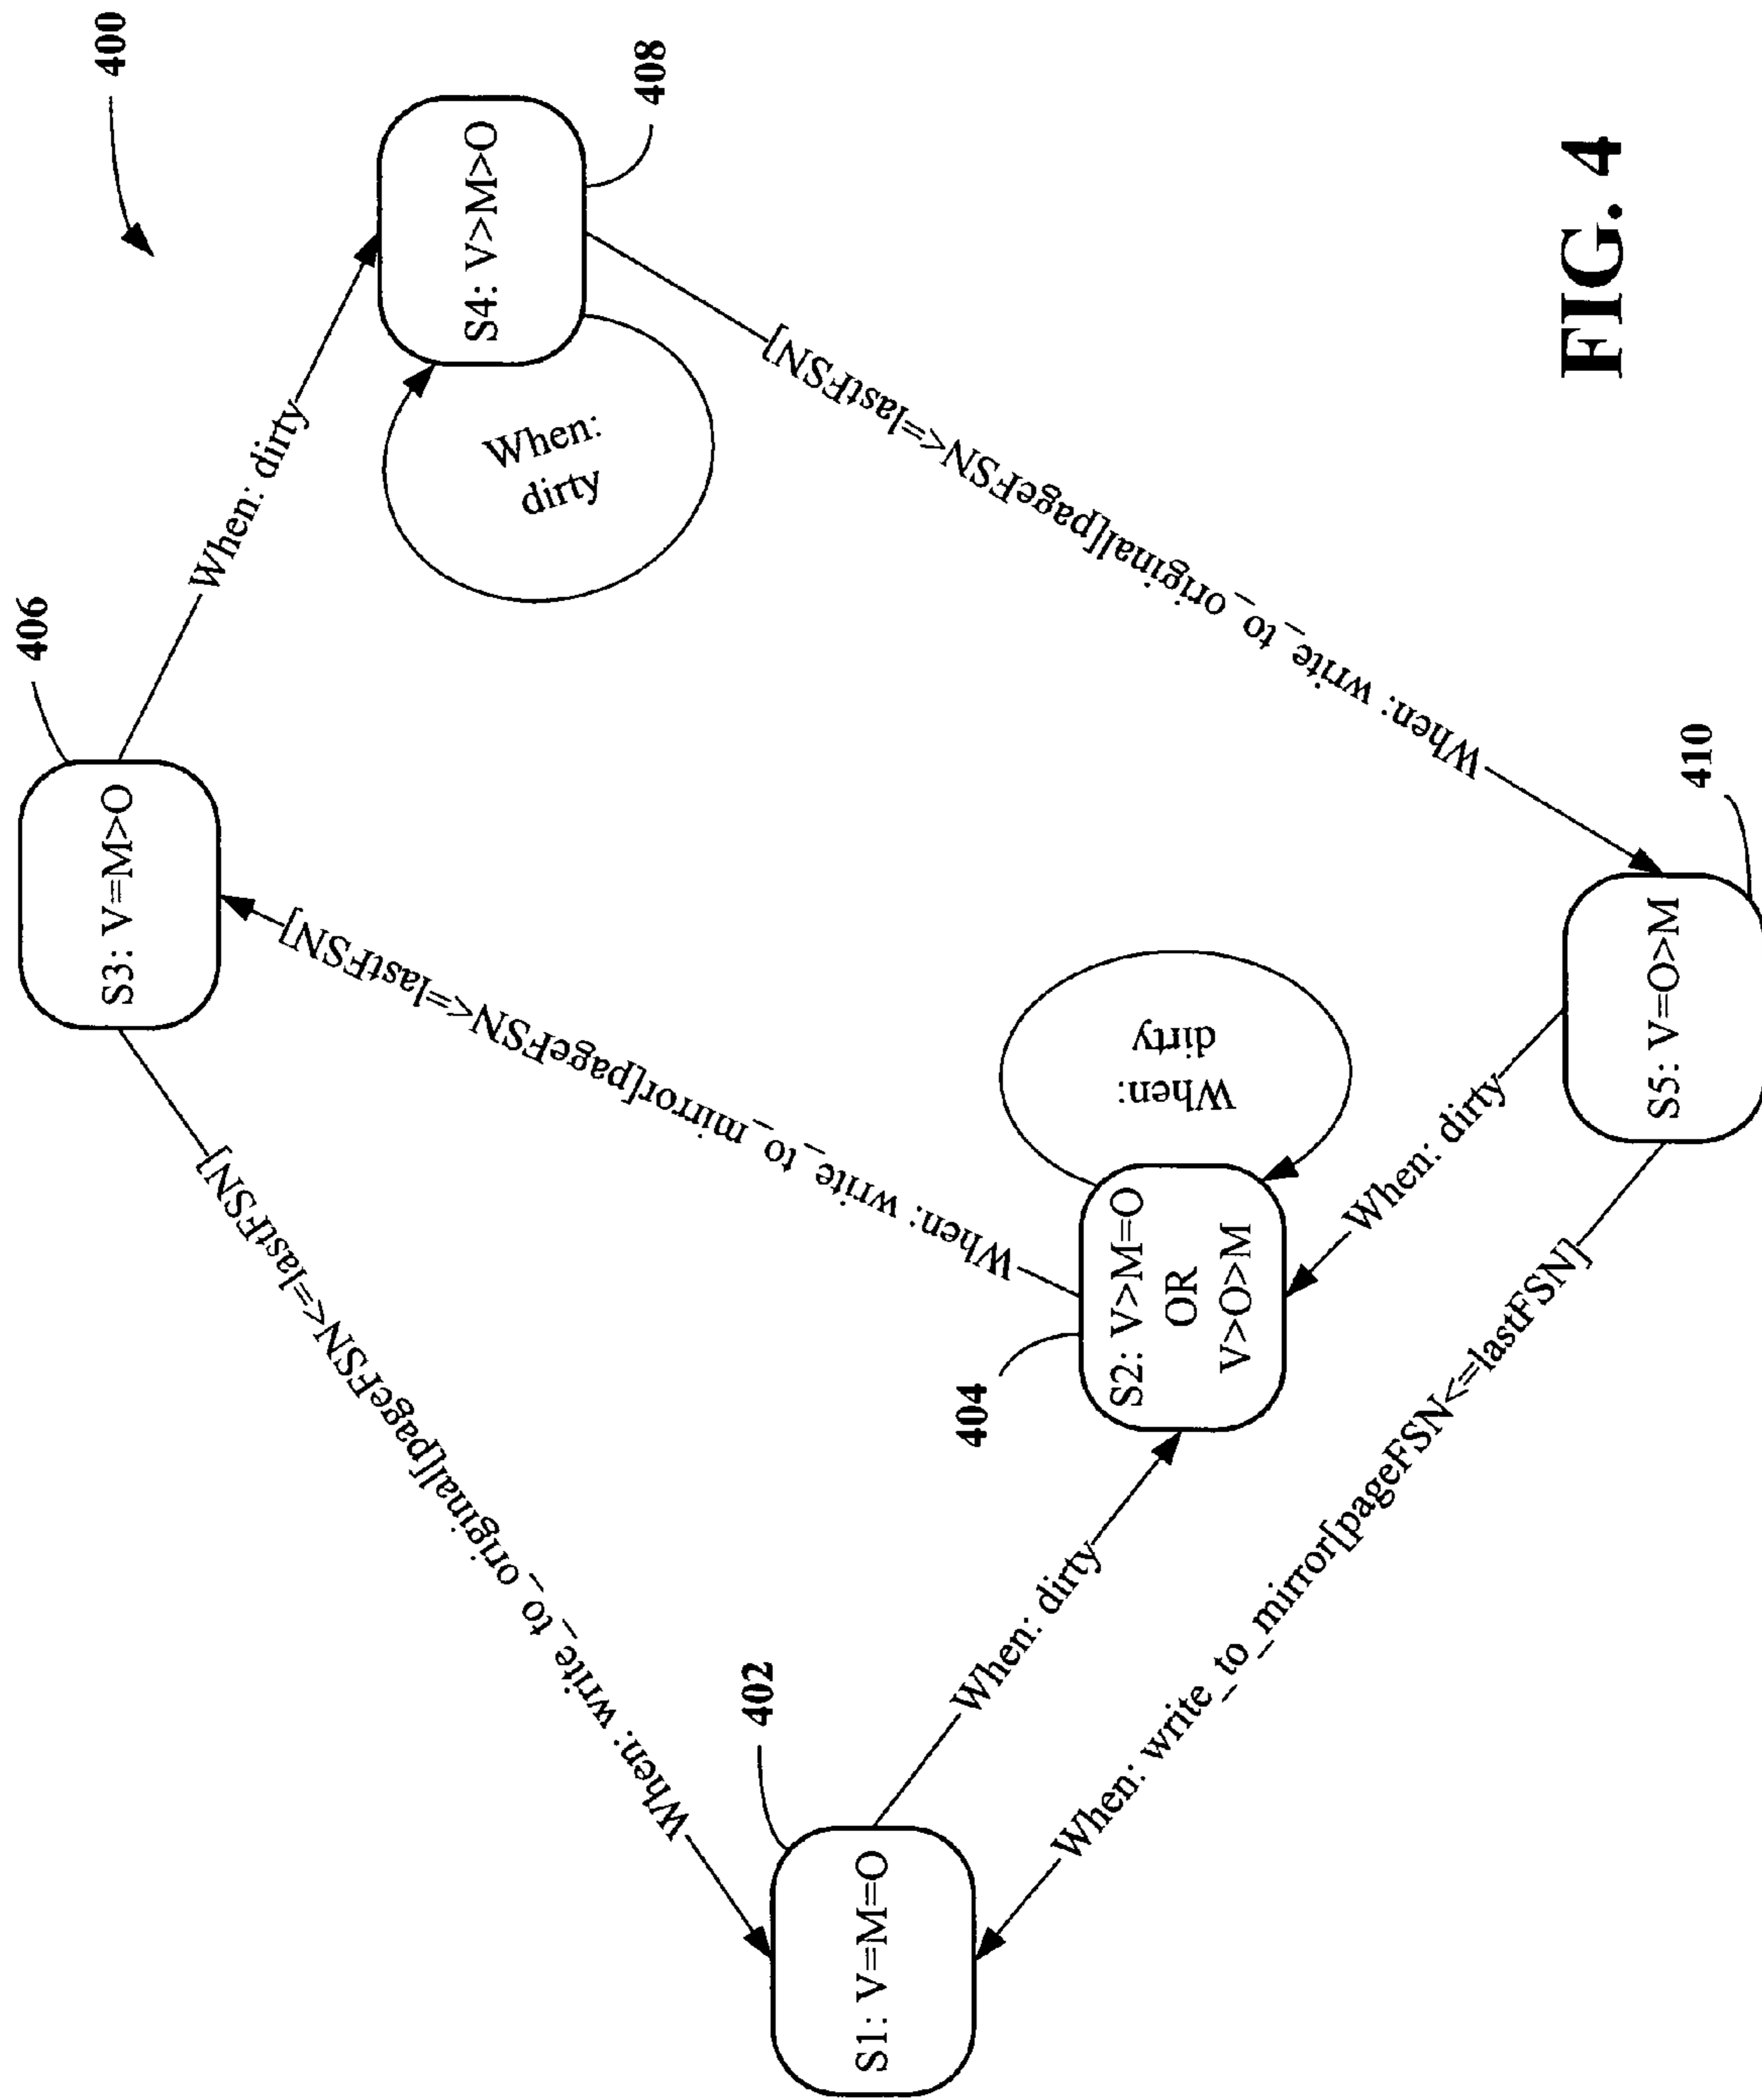 400
406
S3: V=M>O
When: dirty
S4: V>M>O
408
When:
dirty
When: write_to_original[pageFSN<=lastFSN]
When: write_to_mirror[pageFSN<=lastFSN]
When: write_to_original[pageFSN<=lastFSN]
402
S1: V=M=O
When: dirty
404
S2: V>M=O
OR
V>O>M
When:
dirty
When: dirty
When: write_to_mirror[pageFSN<=lastFSN]
S5: V=O>M
410
FIG. 4